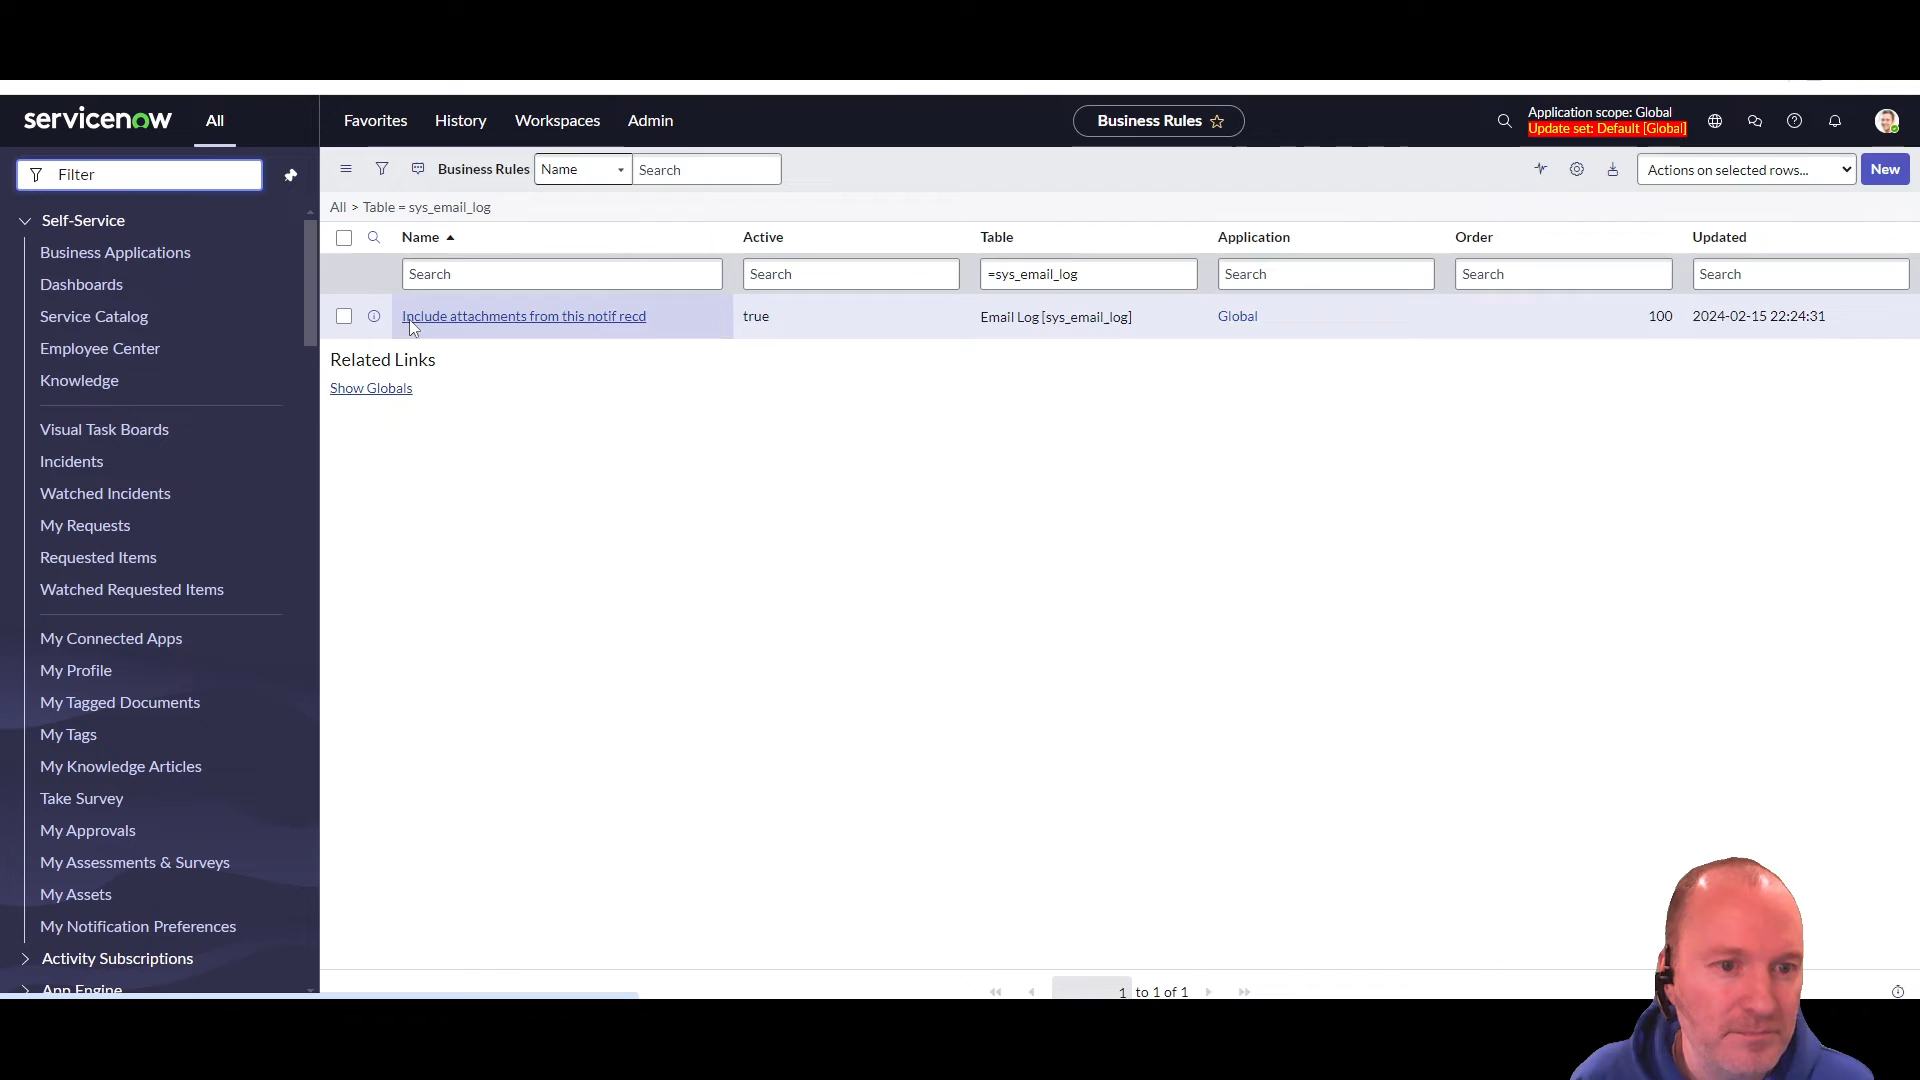 servicenow
All
Favorites
History
Workspaces
Admin
Business Rules
Application scope: Global
Update set: Default [Global]
Filter
Business Rules
Name
Search
Actions on selected rows...
New
All > Table = sys_email_log
Name
Active
Table
Application
Order
Updated
Search
Search
=sys_email_log
Search
Search
Search
Include attachments from this notif recd
true
Email Log [sys_email_log]
Global
100
2024-02-15 22:24:31
Related Links
Show Globals
Self-Service
Business Applications
Dashboards
Service Catalog
Employee Center
Knowledge
Visual Task Boards
Incidents
Watched Incidents
My Requests
Requested Items
Watched Requested Items
My Connected Apps
My Profile
My Tagged Documents
My Tags
My Knowledge Articles
Take Survey
My Approvals
My Assessments & Surveys
My Assets
My Notification Preferences
Activity Subscriptions
App Engine
1 to 1 of 1